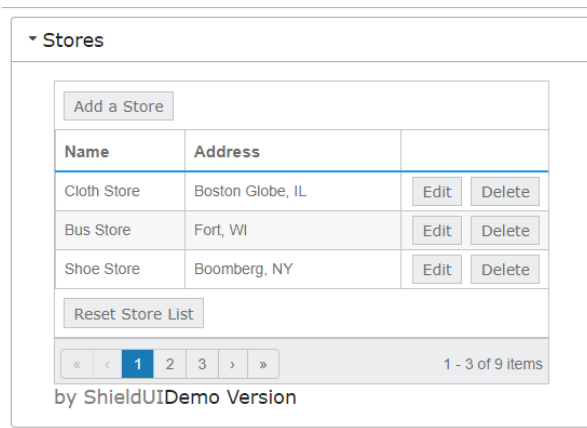 Stores
Add a Store
Name Address
Cloth Store Boston Globe, IL Edit Delete
Bus Store Fort, WI Edit Delete
Shoe Store Boomberg, NY Edit Delete
Reset Store List
« ‹ 1 2 3 › » 1 - 3 of 9 items
by ShieldUIDemo Version